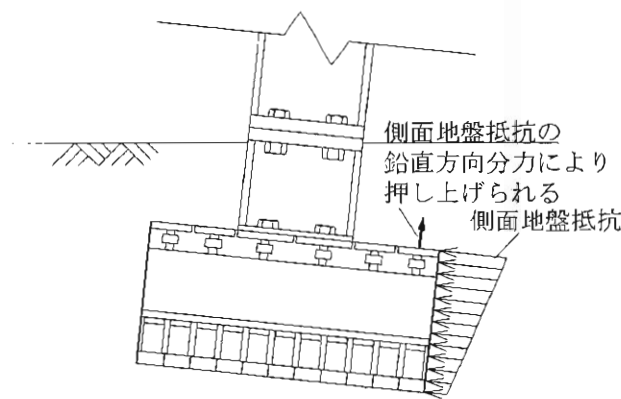 側面地盤抵抗の
鉛直方向分力により
押し上げられる
側面地盤抵抗